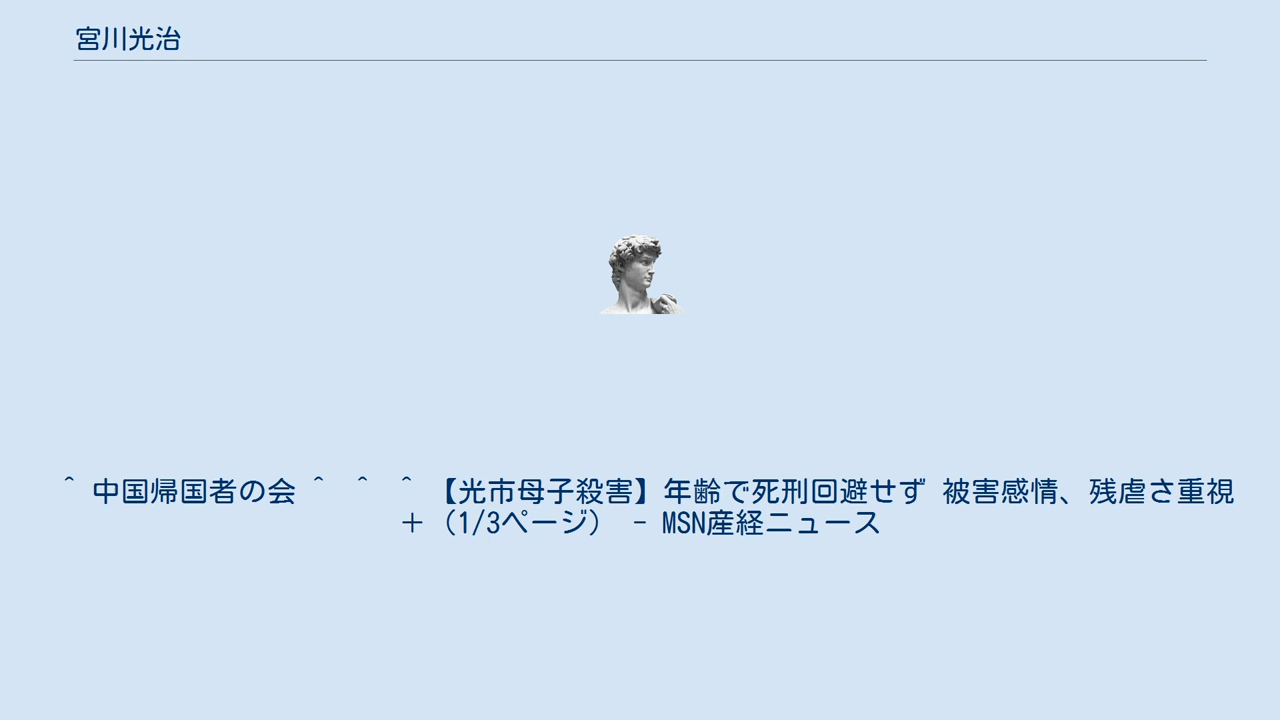 宮川光治
^ 中国帰国者の会 ^ ^ ^ 【光市母子殺害】年齢で死刑回避せず 被害感情、残虐さ重視
＋（1/3ページ） - MSN産経ニュース